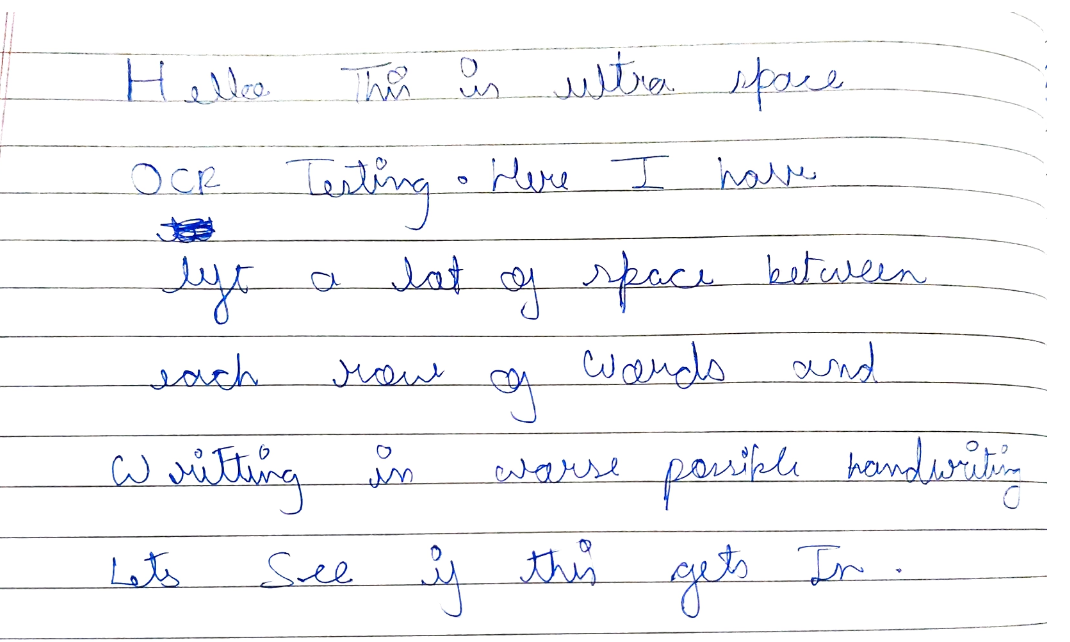 Hello This is ultra space
OCR Testing. Here I have
left a lot of space between
each row of words and
Writting in worse possible handwriting
Lets See if this gets In.